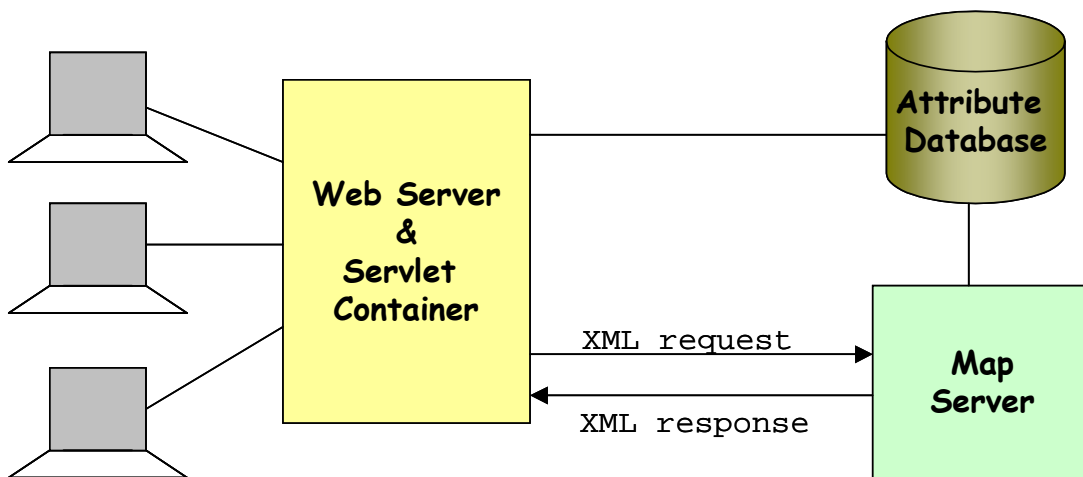 Attribute
Database
Web Server
&
Servlet
Container
XML request
XML response
Map
Server